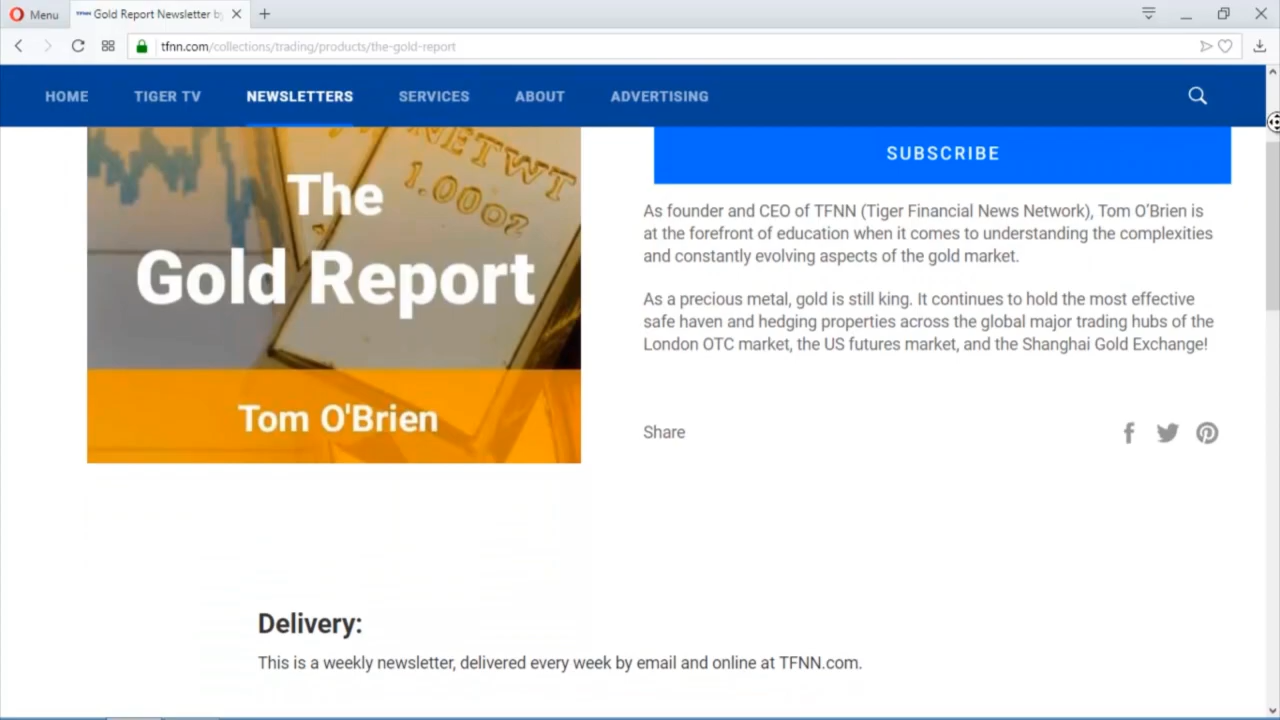 Menu
TFNN Gold Report Newsletter by
tfnn.com/collections/trading/products/the-gold-report
HOME TIGER TV NEWSLETTERS SERVICES ABOUT ADVERTISING
NETWT
1.00OZ
The
Gold Report
Tom O'Brien
SUBSCRIBE
As founder and CEO of TFNN (Tiger Financial News Network), Tom O'Brien is
at the forefront of education when it comes to understanding the complexities
and constantly evolving aspects of the gold market.
As a precious metal, gold is still king. It continues to hold the most effective
safe haven and hedging properties across the global major trading hubs of the
London OTC market, the US futures market, and the Shanghai Gold Exchange!
Share
Delivery:
This is a weekly newsletter, delivered every week by email and online at TFNN.com.